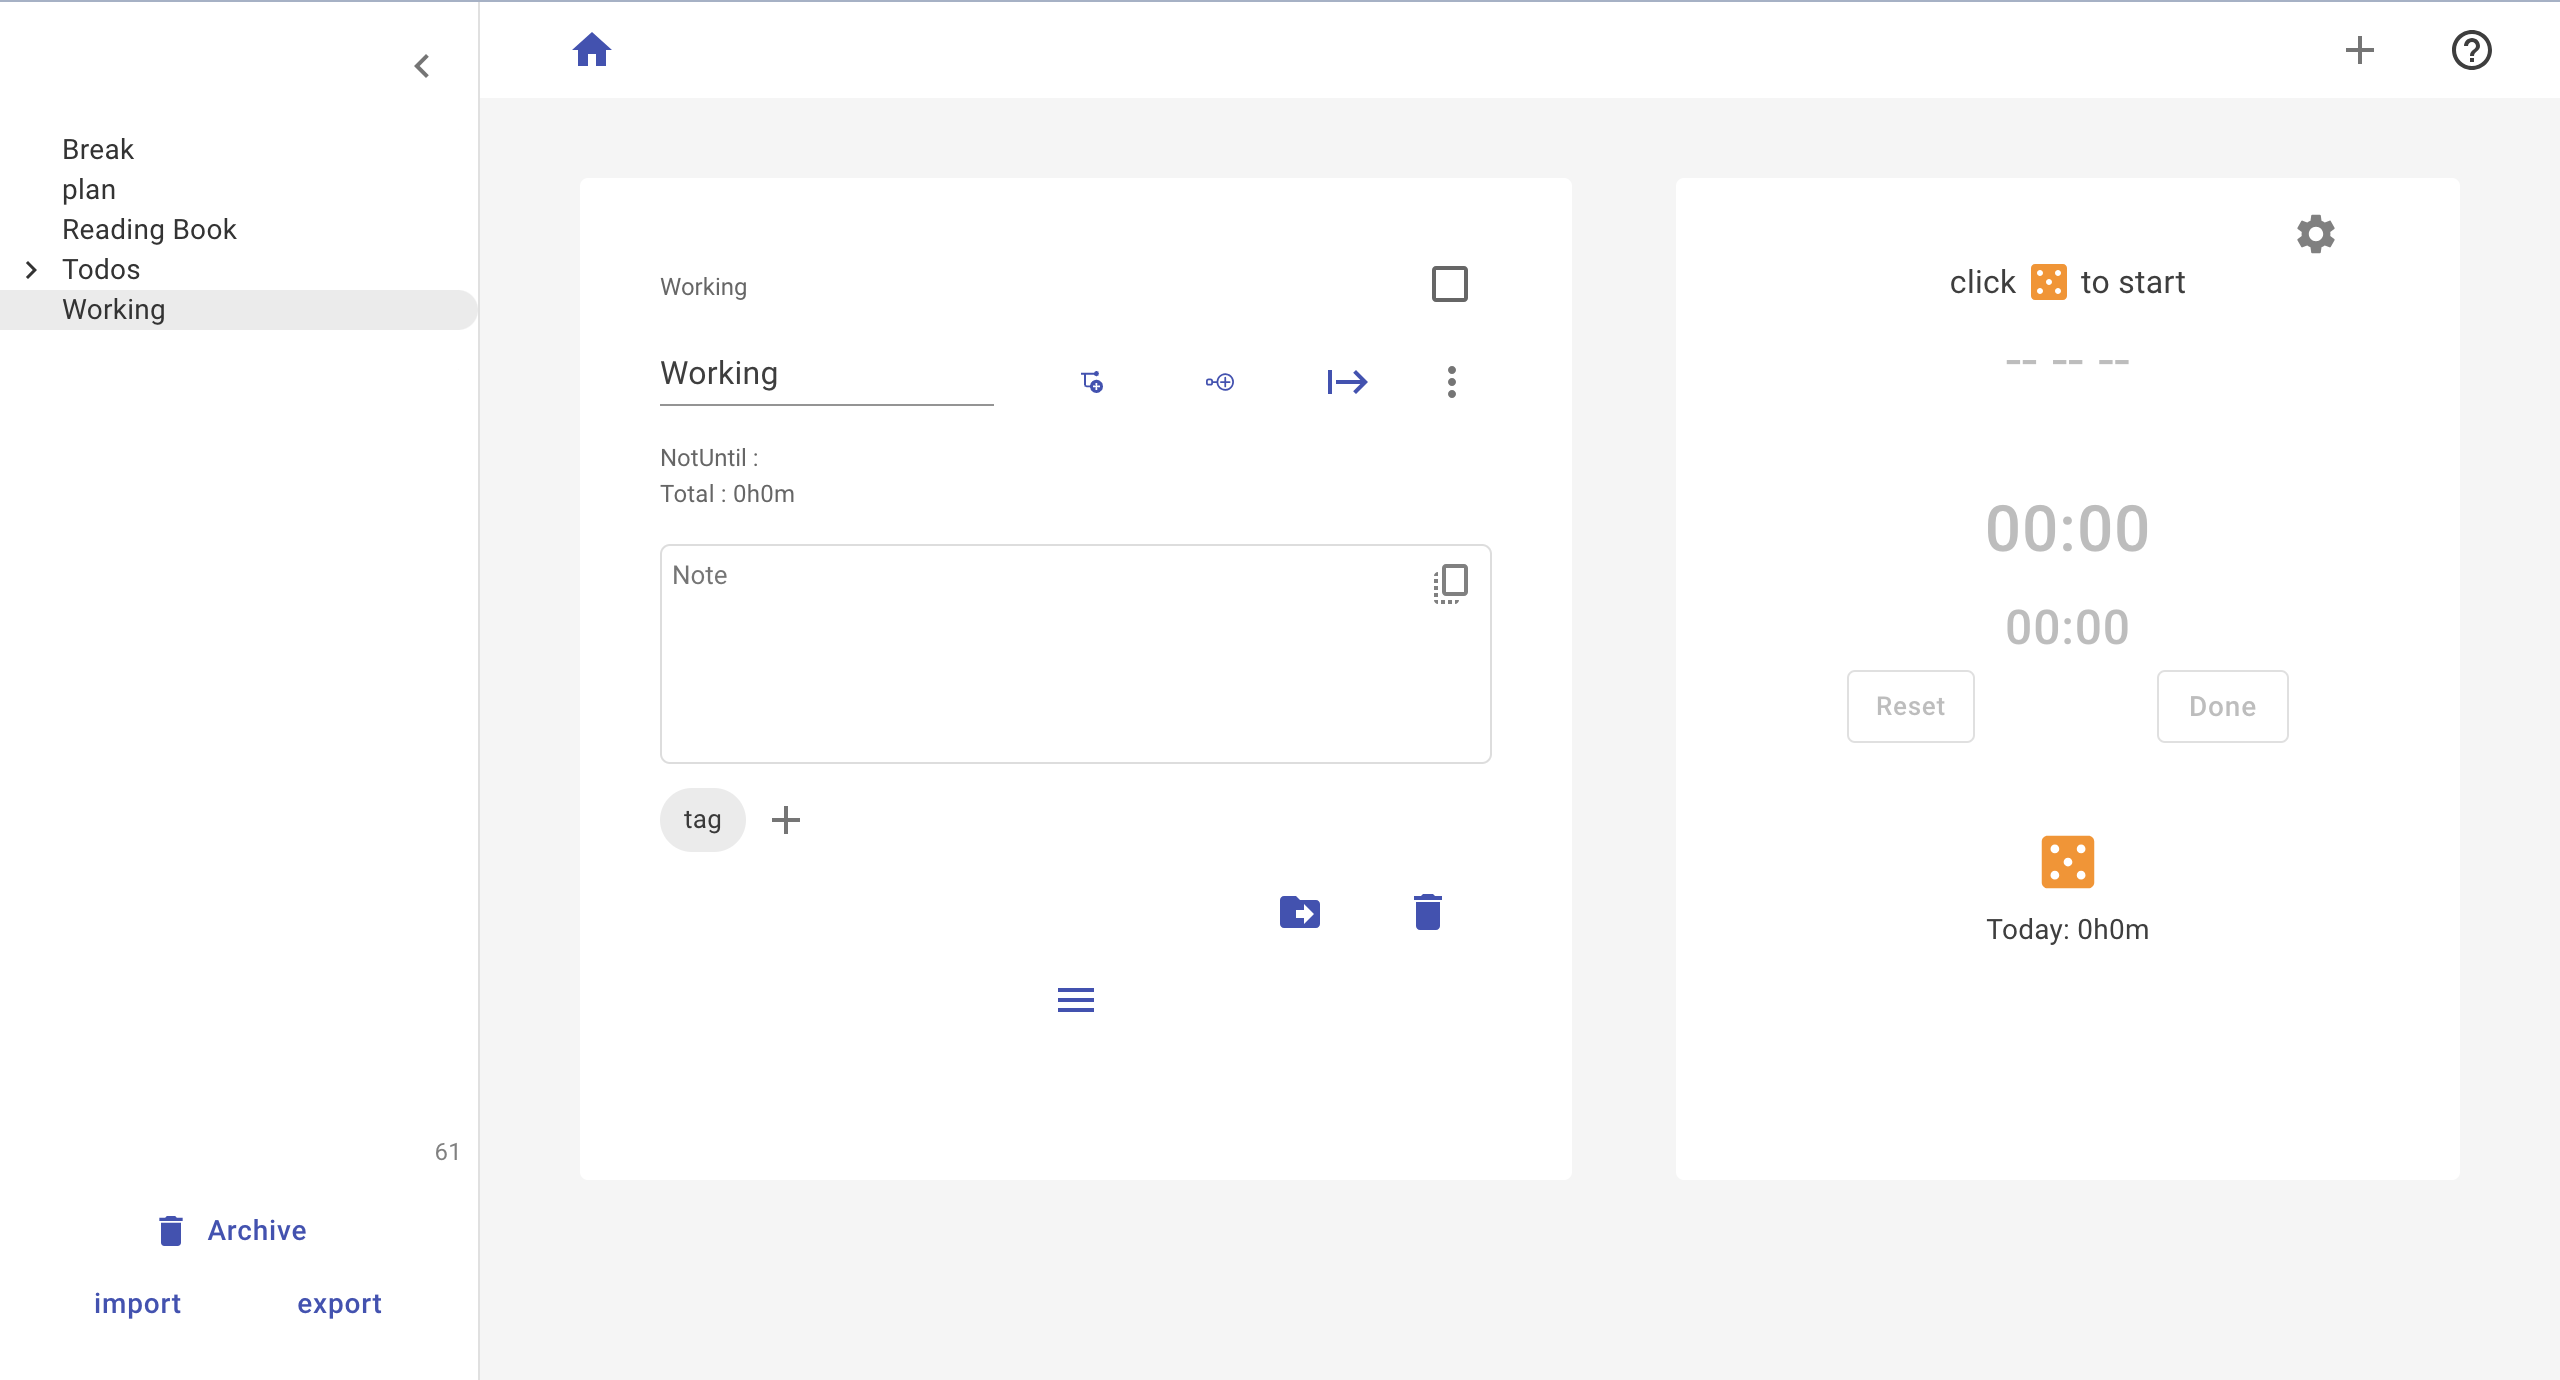 Break
plan
Reading Book
Todos
Working
61
Archive
import
export
Working
Working
NotUntil :
Total : 0h0m
Note
tag
click to start
-- -- --
00:00
00:00
Reset
Done
Today: 0h0m